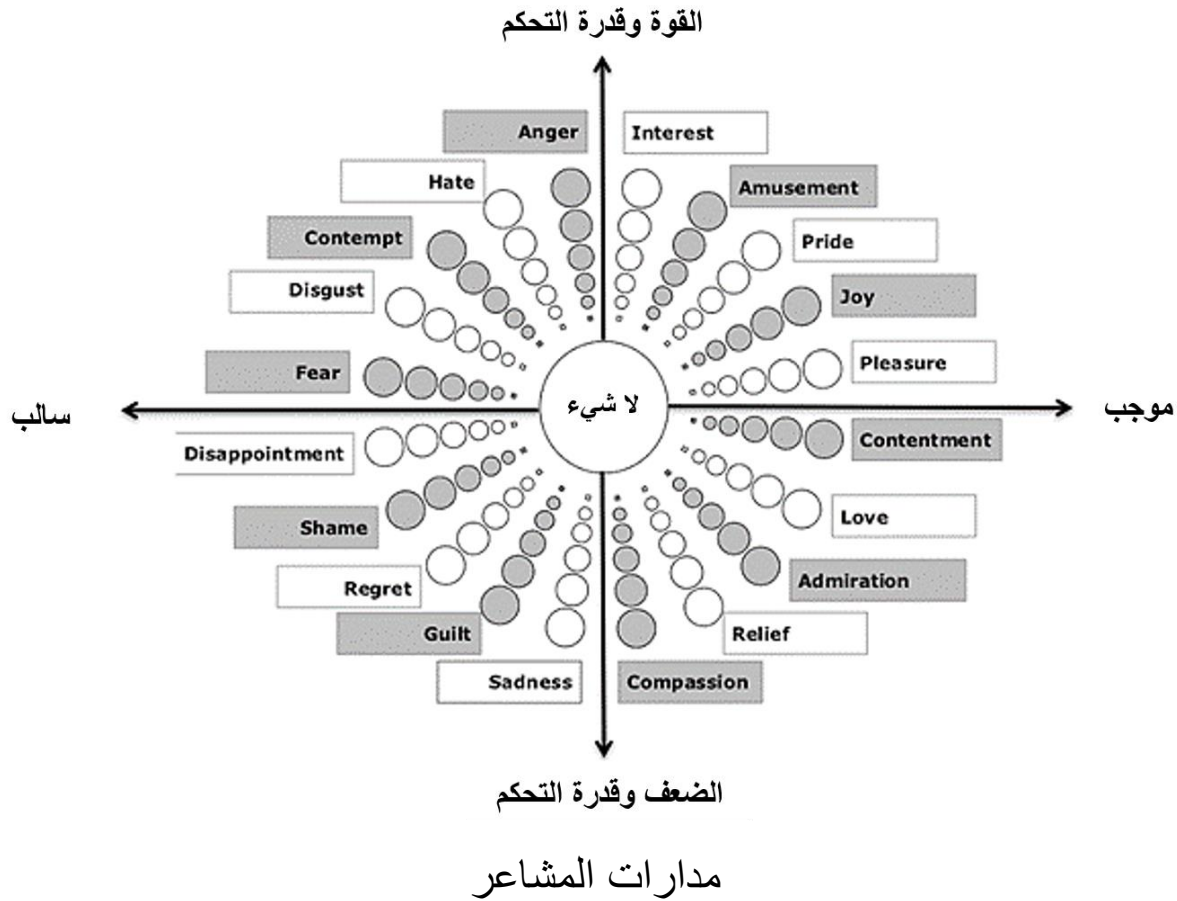 القوة وقدرة التحكم
Anger
Interest
Hate
Amusement
Contempt
Pride
Disgust
Joy
Fear
Pleasure
سالب
لا شيء
موجب
Disappointment
Contentment
Shame
Love
Regret
Admiration
Guilt
Relief
Sadness
Compassion
الضعف وقدرة التحكم
مدارات المشاعر